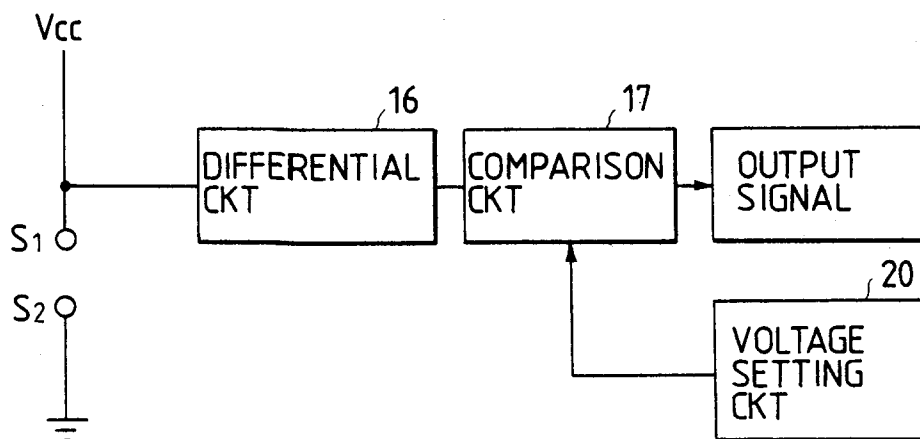 Vcc
16
17
DIFFERENTIAL
CKT
COMPARISON
CKT
OUTPUT
SIGNAL
S1
S2
20
VOLTAGE
SETTING
CKT